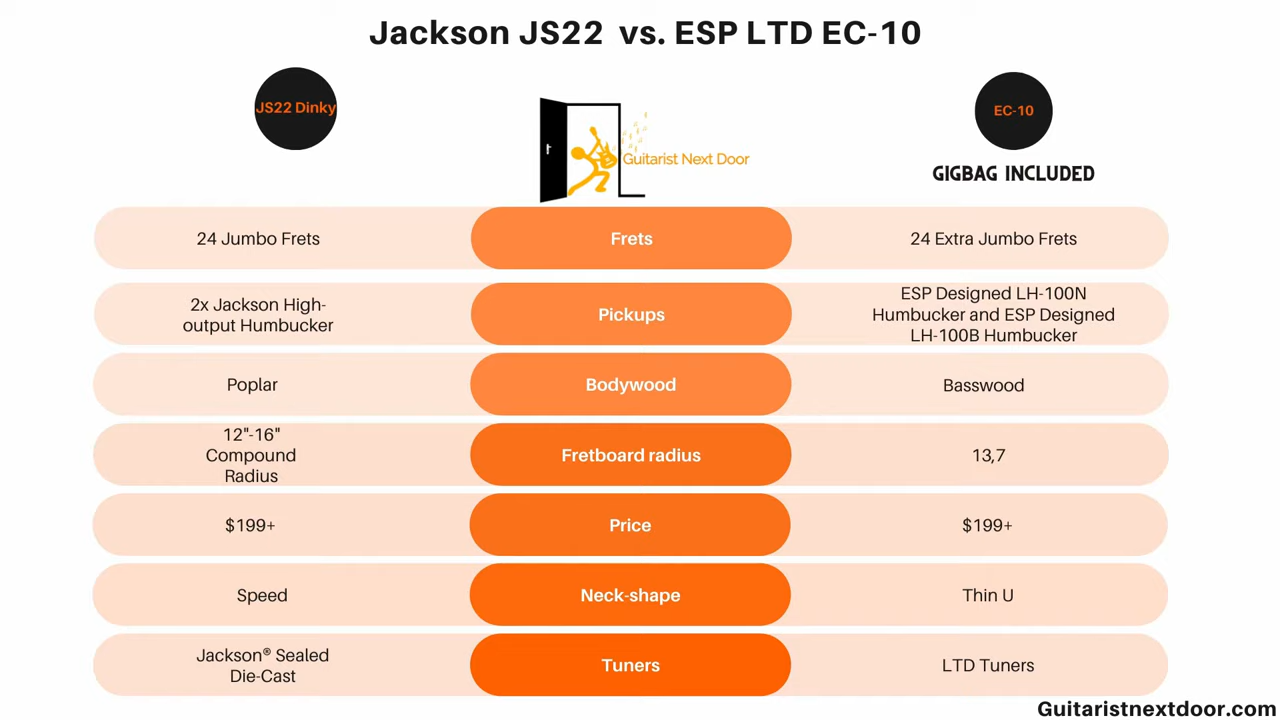 Jackson JS22 vs. ESP LTD EC-10
JS22 Dinky
EC-10
Guitarist Next Door
GIGBAG INCLUDED
24 Jumbo Frets
Frets
24 Extra Jumbo Frets
2x Jackson High-
output Humbucker
Pickups
ESP Designed LH-100N
Humbucker and ESP Designed
LH-100B Humbucker
Poplar
Bodywood
Basswood
12"-16"
Compound
Radius
Fretboard radius
13,7
$199+
Price
$199+
Speed
Neck-shape
Thin U
Jackson® Sealed
Die-Cast
Tuners
LTD Tuners
Guitaristnextdoor.com